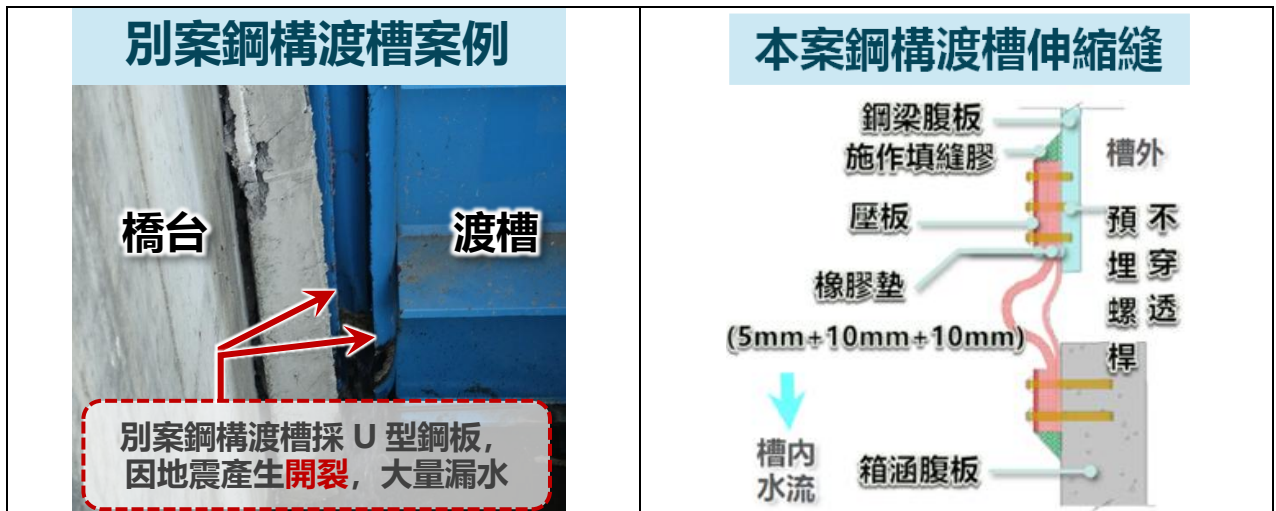 別案鋼構渡槽案例
橋台
渡槽
別案鋼構渡槽採 U 型鋼板，
因地震產生開裂，大量漏水
本案鋼構渡槽伸縮縫
鋼梁腹板
施作填縫膠
槽外
壓板
預埋螺桿
不穿透
橡膠墊
(5mm+10mm+10mm)
槽內
水流
箱涵腹板